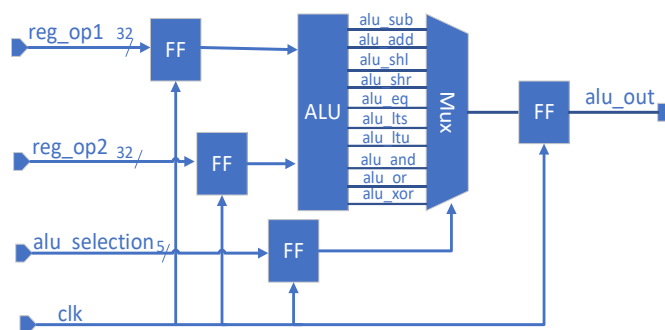 reg_op1
32
FF
reg_op2
32
FF
alu_selection
5
FF
clk
ALU
alu_sub
alu_add
alu_shl
alu_shr
alu_eq
alu_lts
alu_ltu
alu_and
alu_or
alu_xor
Mux
FF
alu_out